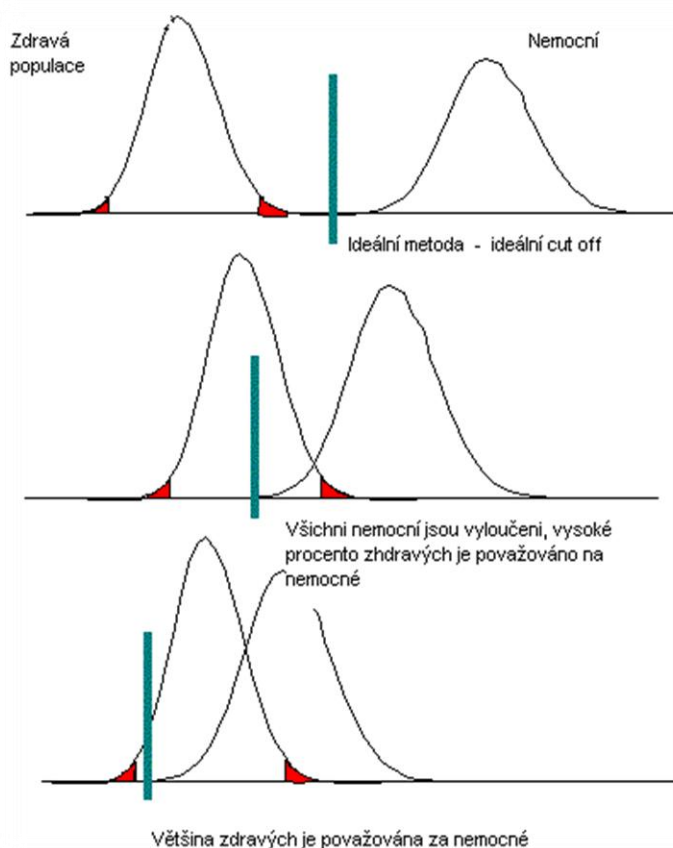 Zdravá
populace
Nemocní
Ideální metoda - ideální cut off
Všichni nemocní jsou vyloučeni, vysoké
procento zhdravých je považováno na
nemocné
Většina zdravých je považována za nemocné